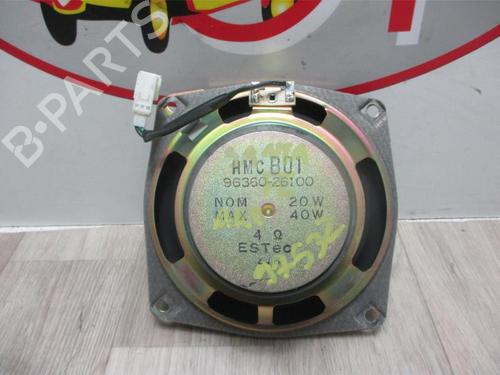 B-PARTS
HMC B01
96360-26100
NOM 20W
MAX 40W
4 Ω
ESTec